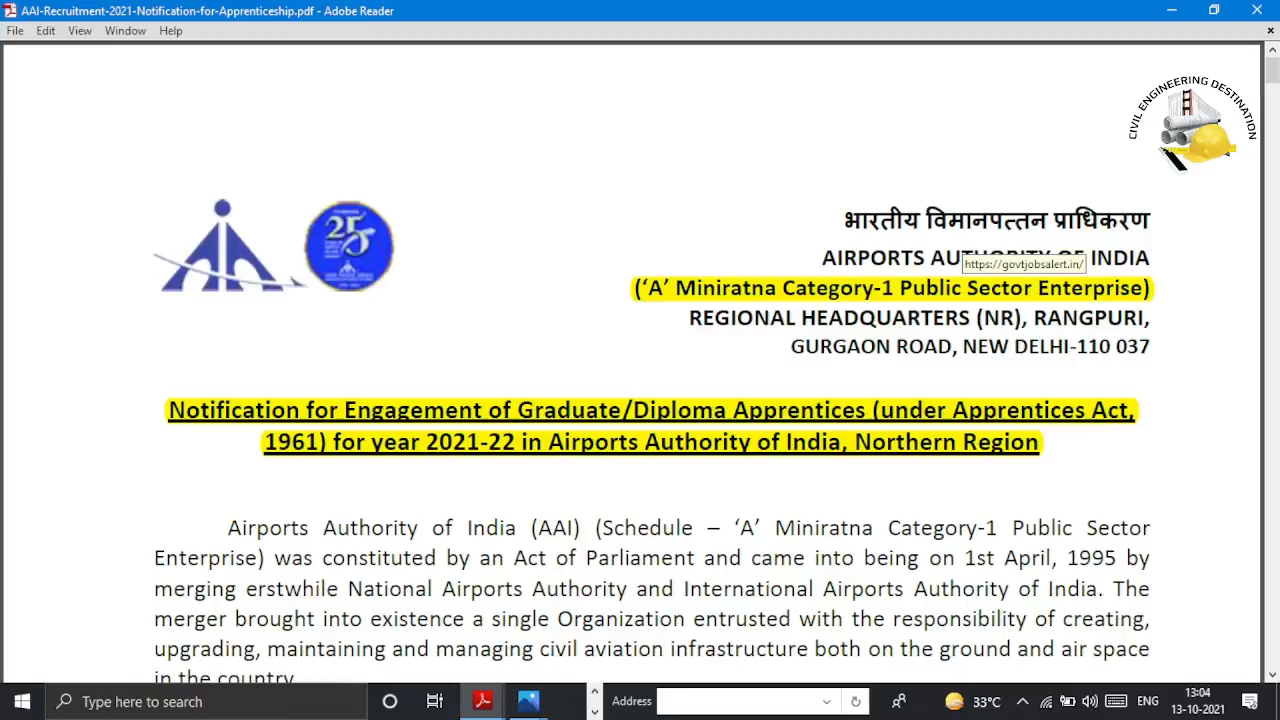 AAI-Recruitment-2021-Notification-for-Apprenticeship.pdf - Adobe Reader
File Edit View Window Help
CIVIL ENGINEERING DESTINATION
25
भारतीय विमानपत्तन प्राधिकरण
AIRPORTS AUTHORITY OF INDIA
https://govtjobsalert.in/
(‘A’ Miniratna Category-1 Public Sector Enterprise)
REGIONAL HEADQUARTERS (NR), RANGPURI,
GURGAON ROAD, NEW DELHI-110 037
Notification for Engagement of Graduate/Diploma Apprentices (under Apprentices Act,
1961) for year 2021-22 in Airports Authority of India, Northern Region
Airports Authority of India (AAI) (Schedule – ‘A’ Miniratna Category-1 Public Sector
Enterprise) was constituted by an Act of Parliament and came into being on 1st April, 1995 by
merging erstwhile National Airports Authority and International Airports Authority of India. The
merger brought into existence a single Organization entrusted with the responsibility of creating,
upgrading, maintaining and managing civil aviation infrastructure both on the ground and air space
in the country.
Type here to search
Address
33°C
ENG
13:04
13-10-2021